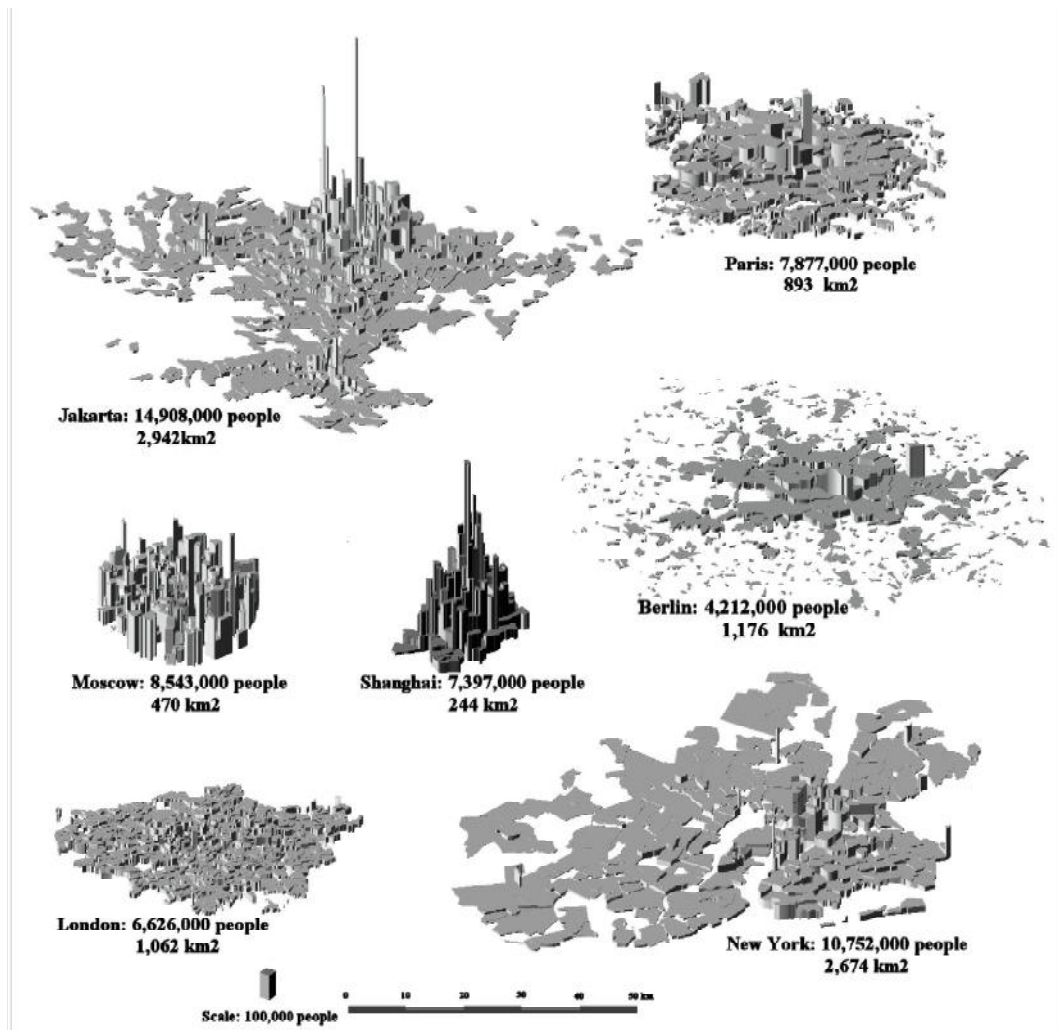 Paris: 7,877,000 people
893 km2
Jakarta: 14,908,000 people
2,942km2
Berlin: 4,212,000 people
1,176 km2
Moscow: 8,543,000 people
470 km2
Shanghai: 7,397,000 people
244 km2
London: 6,626,000 people
1,062 km2
New York: 10,752,000 people
2,674 km2
0 10 20 30 40 50 km
Scale: 100,000 people